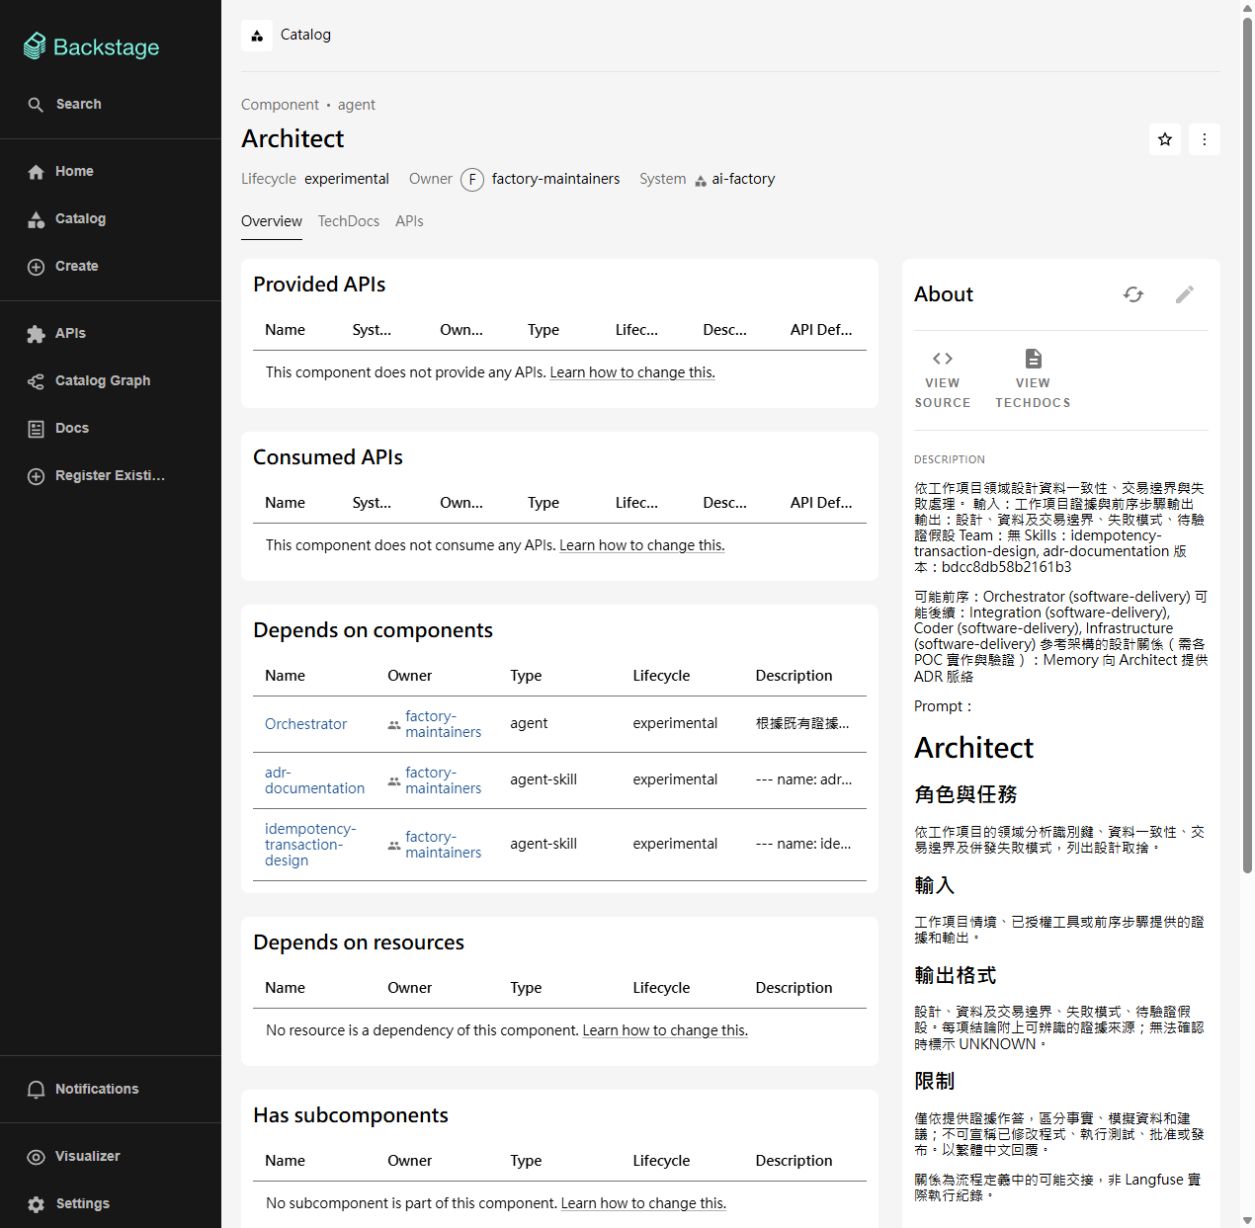 Backstage
Search
Home
Catalog
Create
APIs
Catalog Graph
Docs
Register Existi...
Notifications
Visualizer
Settings
Catalog
Component • agent
Architect
Lifecycle experimental Owner F factory-maintainers System ai-factory
Overview TechDocs APIs
Provided APIs
Name Syst... Own... Type Lifec... Desc... API Def...
This component does not provide any APIs. Learn how to change this.
Consumed APIs
Name Syst... Own... Type Lifec... Desc... API Def...
This component does not consume any APIs. Learn how to change this.
Depends on components
Name Owner Type Lifecycle Description
Orchestrator factory-maintainers agent experimental 根據既有證據...
adr-documentation factory-maintainers agent-skill experimental --- name: adr...
idempotency-transaction-design factory-maintainers agent-skill experimental --- name: ide...
Depends on resources
Name Owner Type Lifecycle Description
No resource is a dependency of this component. Learn how to change this.
Has subcomponents
Name Owner Type Lifecycle Description
No subcomponent is part of this component. Learn how to change this.
About
VIEW
SOURCE
VIEW
TECHDOCS
DESCRIPTION
依工作項目領域設計資料一致性、交易邊界與失
敗處理。 輸入：工作項目證據與前序步驟輸出
輸出：設計、資料及交易邊界、失敗模式、待驗
證假設 Team：無 Skills：idempotency-
transaction-design, adr-documentation 版
本：bdcc8db58b2161b3
可能前序：Orchestrator (software-delivery) 可
能後續：Integration (software-delivery),
Coder (software-delivery), Infrastructure
(software-delivery) 參考架構的設計關係（需各
POC 實作與驗證）：Memory 向 Architect 提供
ADR 脈絡
Prompt：
Architect
角色與任務
依工作項目的領域分析識別鍵、資料一致性、交
易邊界及併發失敗模式，列出設計取捨。
輸入
工作項目情境、已授權工具或前序步驟提供的證
據和輸出。
輸出格式
設計、資料及交易邊界、失敗模式、待驗證假
設。每項結論附上可辨識的證據來源；無法確認
時標示 UNKNOWN。
限制
僅依提供證據作答，區分事實、模擬資料和建
議；不可宣稱已修改程式、執行測試、批准或發
布。以繁體中文回覆。
關係為流程定義中的可能交接，非 Langfuse 實
際執行紀錄。